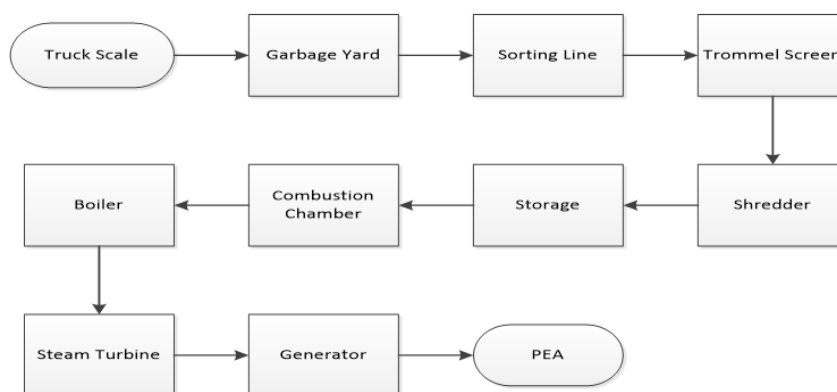 Truck Scale
Garbage Yard
Sorting Line
Trommel Screen
Boiler
Combustion
Chamber
Storage
Shredder
Steam Turbine
Generator
PEA